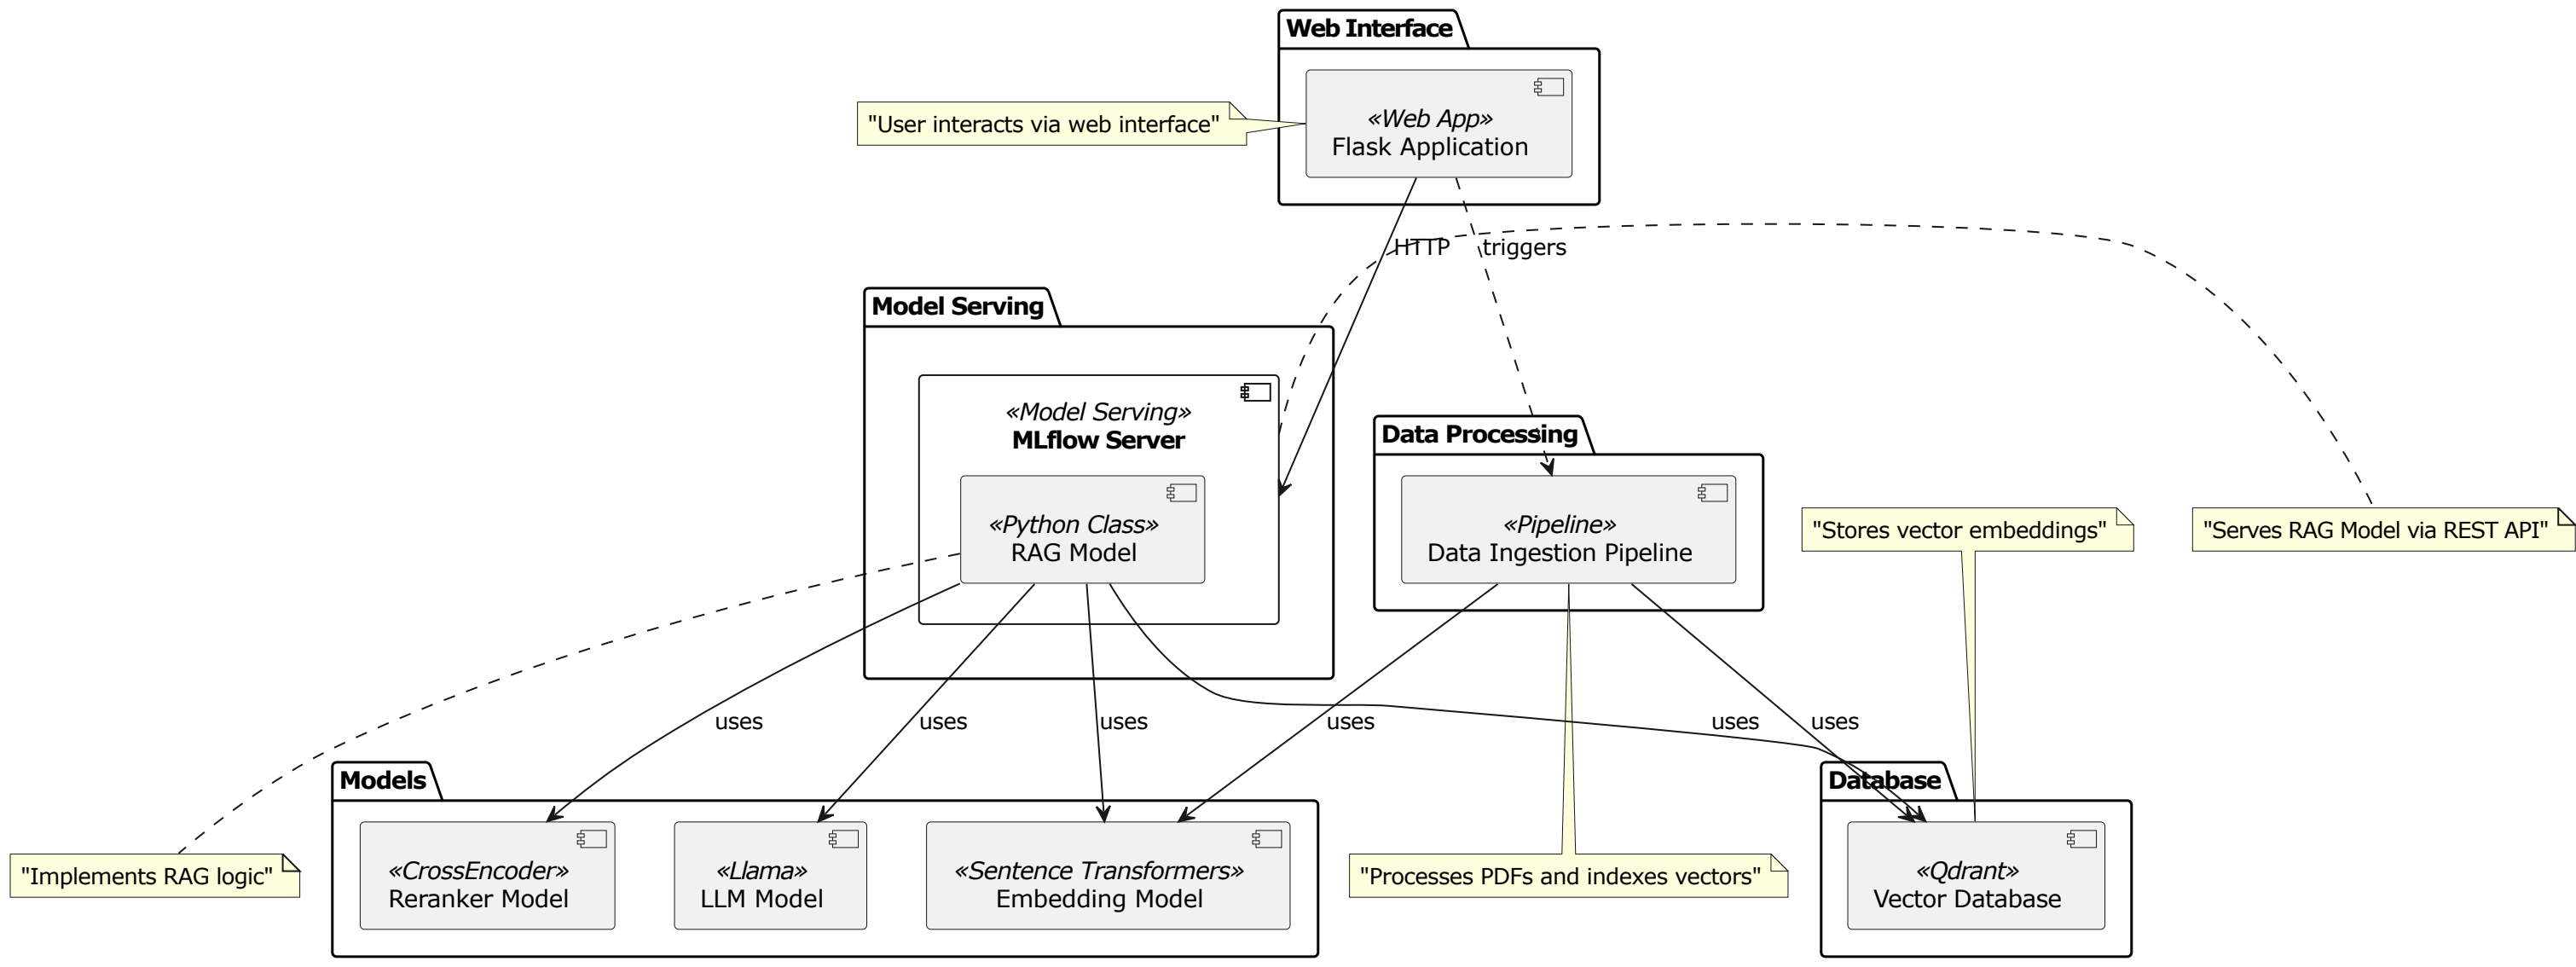 Web Interface
«Web App»
Flask Application
"User interacts via web interface"
HTTP
triggers
Model Serving
«Model Serving»
MLflow Server
«Python Class»
RAG Model
Data Processing
«Pipeline»
Data Ingestion Pipeline
"Stores vector embeddings"
"Serves RAG Model via REST API"
uses
uses
uses
uses
uses
uses
Models
Database
"Implements RAG logic"
«CrossEncoder»
Reranker Model
«Llama»
LLM Model
«Sentence Transformers»
Embedding Model
"Processes PDFs and indexes vectors"
«Qdrant»
Vector Database